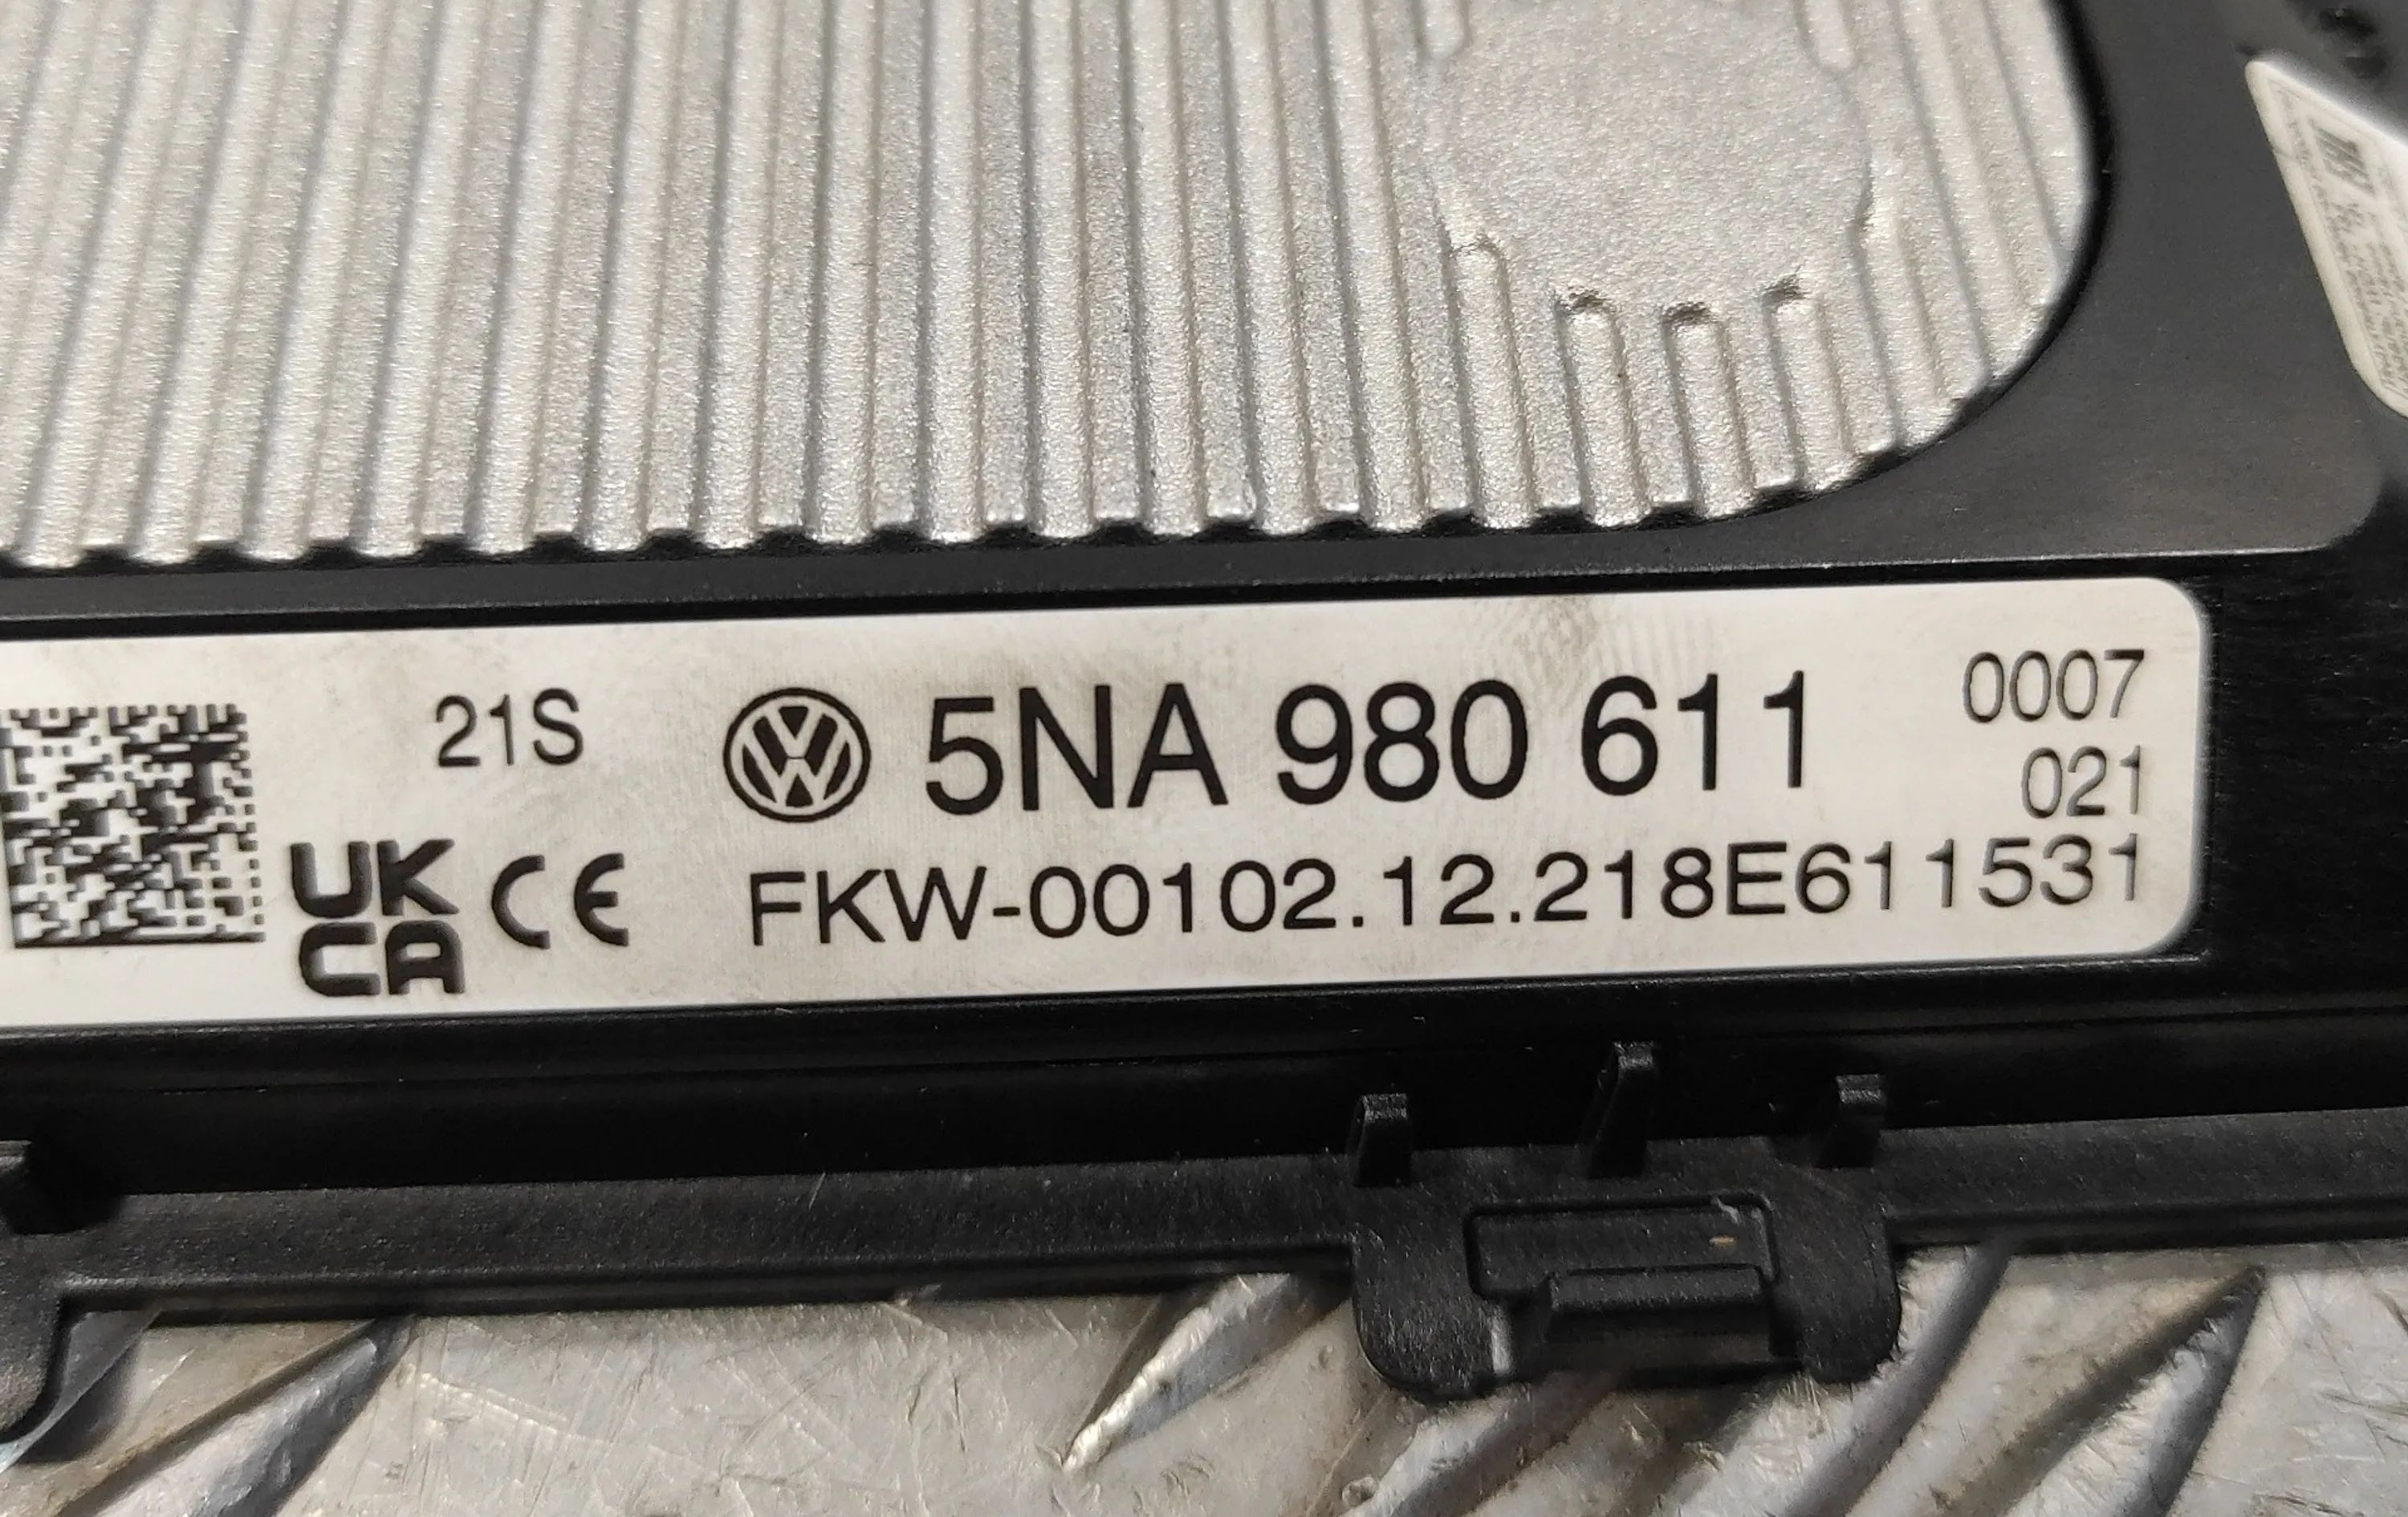 21S
5NA 980 611
0007
021
UK
CA
CE
FKW-00102.12.218E611531